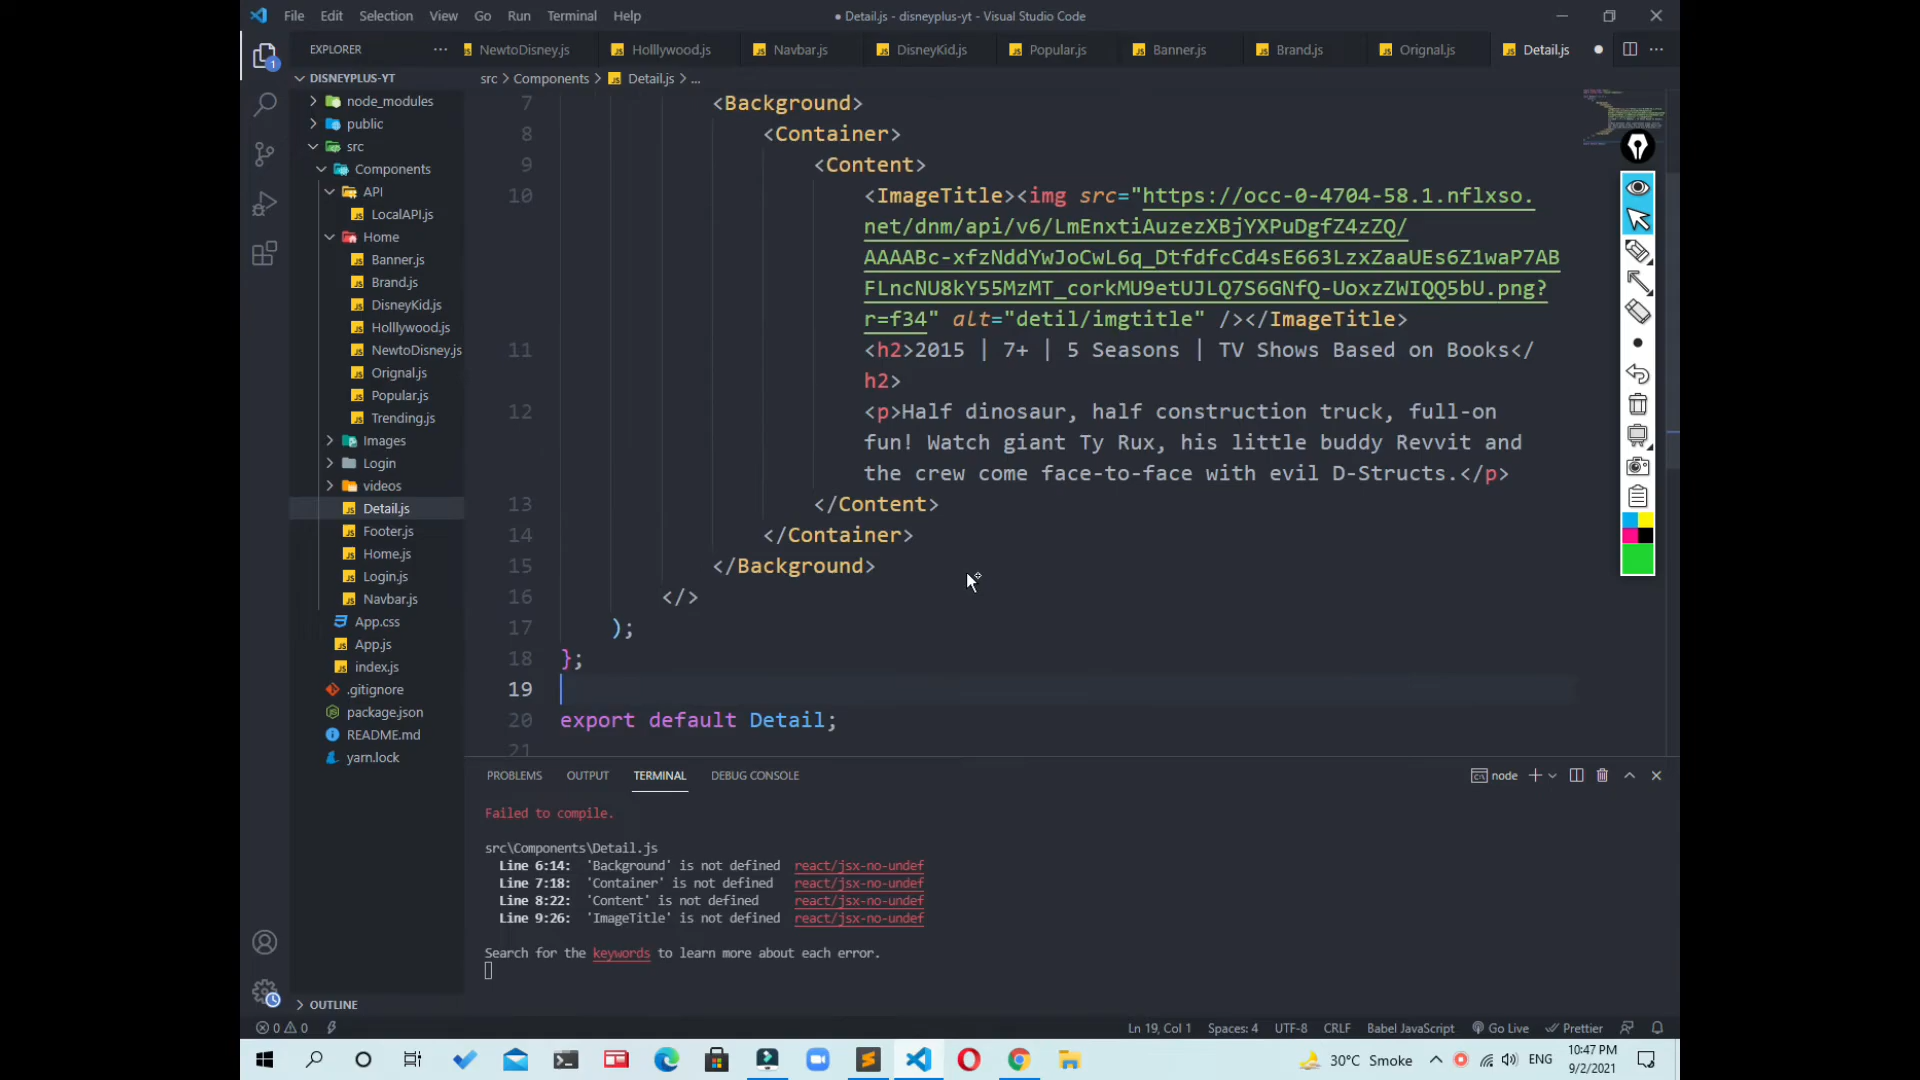 File Edit Selection View Go Run Terminal Help
● Detail.js - disneyplus-yt - Visual Studio Code
EXPLORER
NewtoDisney.js Holllywood.js Navbar.js DisneyKid.js Popular.js Banner.js Brand.js Orignal.js Detail.js
DISNEYPLUS-YT
src > Components > Detail.js > ...
node_modules
public
src
Components
API
LocalAPI.js
Home
Banner.js
Brand.js
DisneyKid.js
Holllywood.js
NewtoDisney.js
Orignal.js
Popular.js
Trending.js
Images
Login
videos
Detail.js
Footer.js
Home.js
Login.js
Navbar.js
App.css
App.js
index.js
.gitignore
package.json
README.md
yarn.lock
OUTLINE
7 <Background>
8 <Container>
9 <Content>
10 <ImageTitle><img src="https://occ-0-4704-58.1.nflxso.
net/dnm/api/v6/LmEnxtiAuzezXBjYXPuDgfZ4zZQ/
AAAABc-xfzNddYwJoCwL6q_DtfdfcCd4sE663LzxZaaUEs6Z1waP7AB
FLncNU8kY55MzMT_corkMU9etUJLQ7S6GNfQ-UoxzZWIQQ5bU.png?
r=f34" alt="detil/imgtitle" /></ImageTitle>
11 <h2>2015 | 7+ | 5 Seasons | TV Shows Based on Books</
h2>
12 <p>Half dinosaur, half construction truck, full-on
fun! Watch giant Ty Rux, his little buddy Revvit and
the crew come face-to-face with evil D-Structs.</p>
13 </Content>
14 </Container>
15 </Background>
16 </>
17 );
18 };
19
20 export default Detail;
21
PROBLEMS OUTPUT TERMINAL DEBUG CONSOLE
node
Failed to compile.
src\Components\Detail.js
Line 6:14: 'Background' is not defined react/jsx-no-undef
Line 7:18: 'Container' is not defined react/jsx-no-undef
Line 8:22: 'Content' is not defined react/jsx-no-undef
Line 9:26: 'ImageTitle' is not defined react/jsx-no-undef
Search for the keywords to learn more about each error.
0 0 Ln 19, Col 1 Spaces: 4 UTF-8 CRLF Babel JavaScript Go Live Prettier
30°C Smoke ENG 10:47 PM
9/2/2021